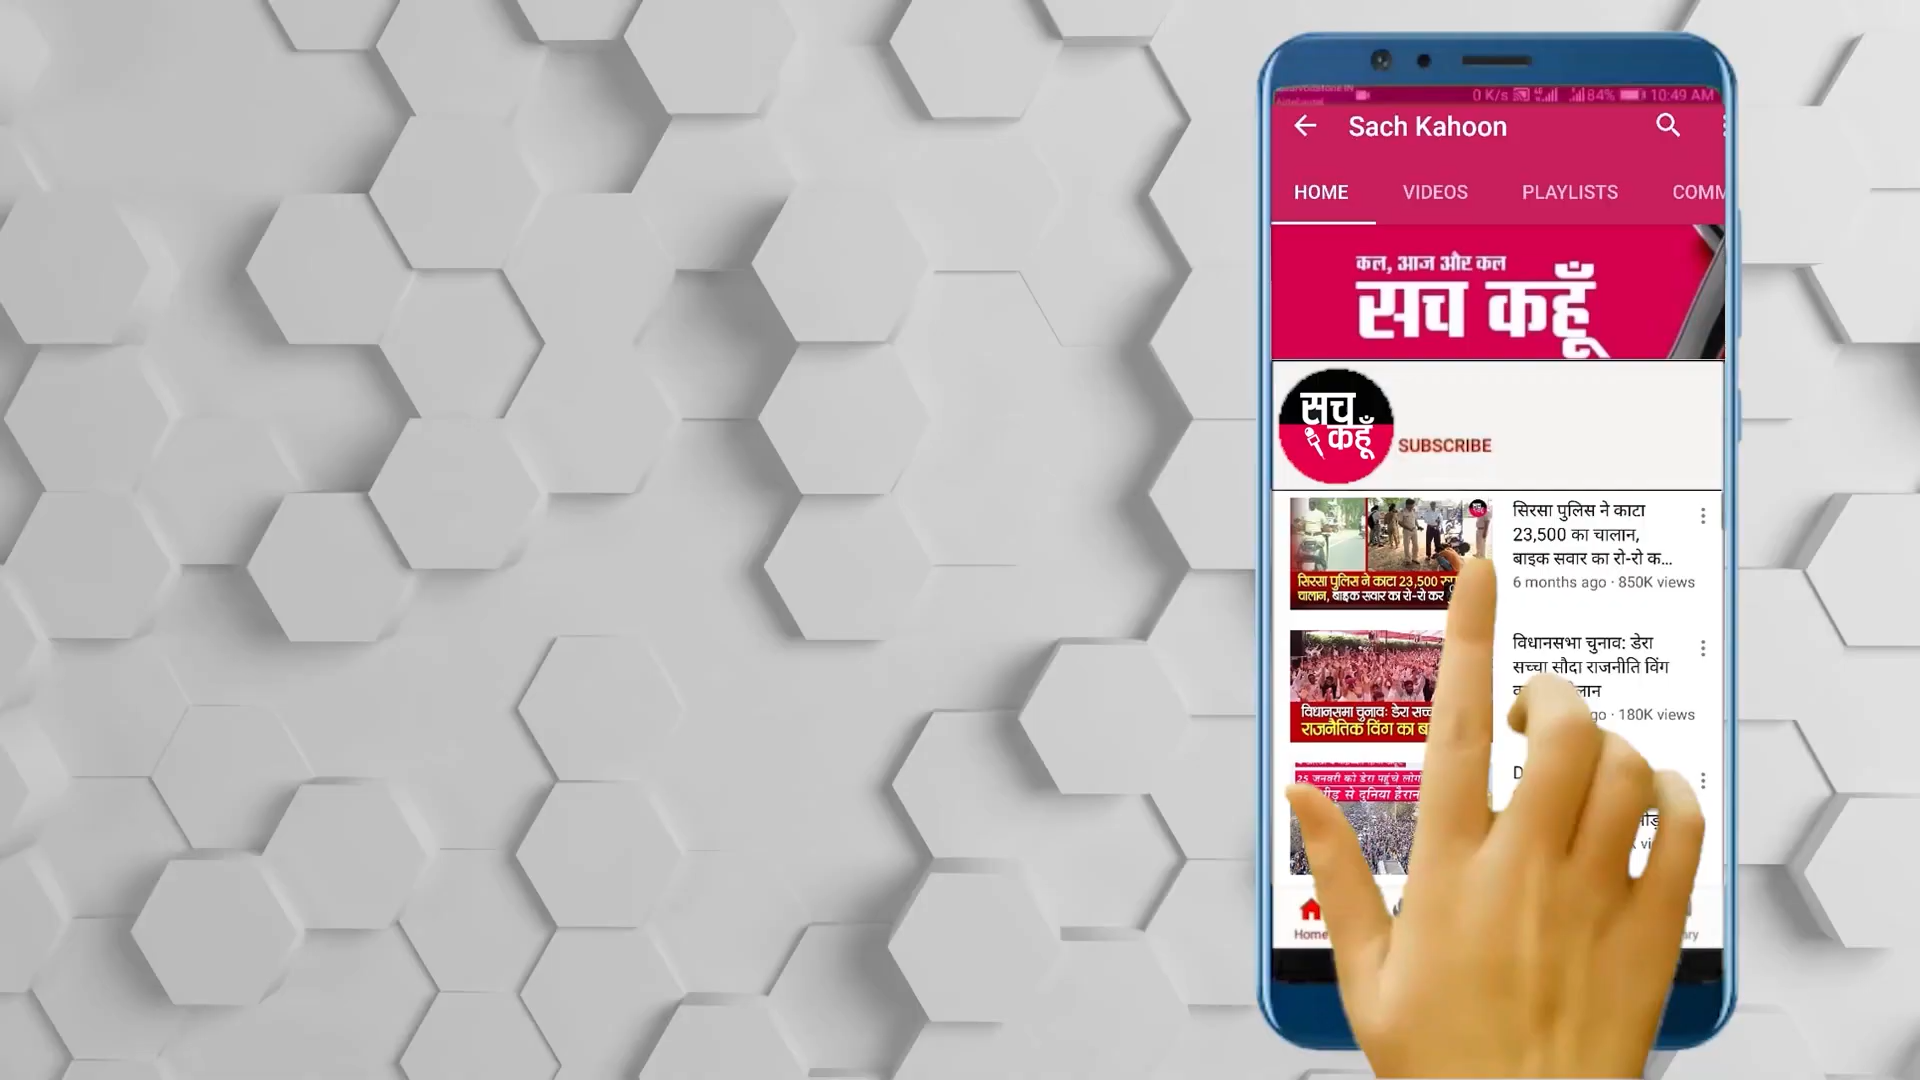 0 K/s 84% 10:49 AM
Sach Kahoon
HOME VIDEOS PLAYLISTS COMM
कल, आज और कल
सच कहूँ
सच
कहूँ
SUBSCRIBE
सिरसा पुलिस ने काटा 23,500
चालान, बाइक सवार का रो-रो कर
सिरसा पुलिस ने काटा
23,500 का चालान,
बाइक सवार का रो-रो क...
6 months ago · 850K views
विधानसभा चुनाव: डेरा
राजनैतिक विंग का
विधानसभा चुनाव: डेरा
सच्चा सौदा राजनीति विंग
go · 180K views
25 जनवरी को डेरा पहुंचे
से दुनिया हैरान
Home